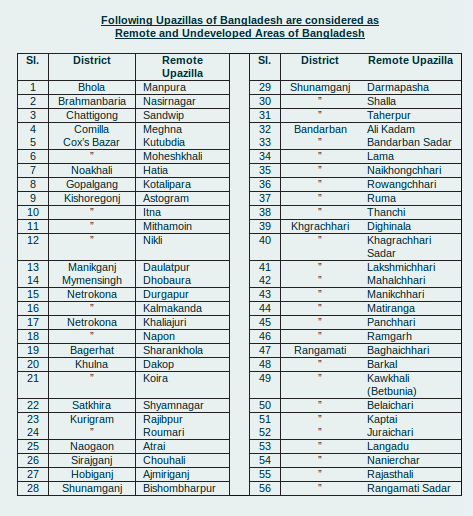 Following Upazillas of Bangladesh are considered as
Remote and Undeveloped Areas of Bangladesh
Sl. District Remote Upazilla
1 Bhola Manpura
2 Brahmanbaria Nasirnagar
3 Chattigong Sandwip
4 Comilla Meghna
5 Cox's Bazar Kutubdia
6 " Moheshkhali
7 Noakhali Hatia
8 Gopalgang Kotalipara
9 Kishoregonj Astogram
10 " Itna
11 " Mithamoin
12 " Nikli
13 Manikganj Daulatpur
14 Mymensingh Dhobaura
15 Netrokona Durgapur
16 " Kalmakanda
17 Netrokona Khaliajuri
18 " Napon
19 Bagerhat Sharankhola
20 Khulna Dakop
21 " Koira
22 Satkhira Shyamnagar
23 Kurigram Rajibpur
24 " Roumari
25 Naogaon Atrai
26 Sirajganj Chouhali
27 Hobiganj Ajmiriganj
28 Shunamganj Bishombharpur
Sl. District Remote Upazilla
29 Shunamganj Darmapasha
30 " Shalla
31 " Taherpur
32 Bandarban Ali Kadam
33 " Bandarban Sadar
34 " Lama
35 " Naikhongchhari
36 " Rowangchhari
37 " Ruma
38 " Thanchi
39 Khgrachhari Dighinala
40 " Khagrachhari
Sadar
41 " Lakshmichhari
42 " Mahalchhari
43 " Manikchhari
44 " Matiranga
45 " Panchhari
46 " Ramgarh
47 Rangamati Baghaichhari
48 " Barkal
49 " Kawkhali
(Betbunia)
50 " Belaichari
51 " Kaptai
52 " Juraichari
53 " Langadu
54 " Nanierchar
55 " Rajasthali
56 " Rangamati Sadar